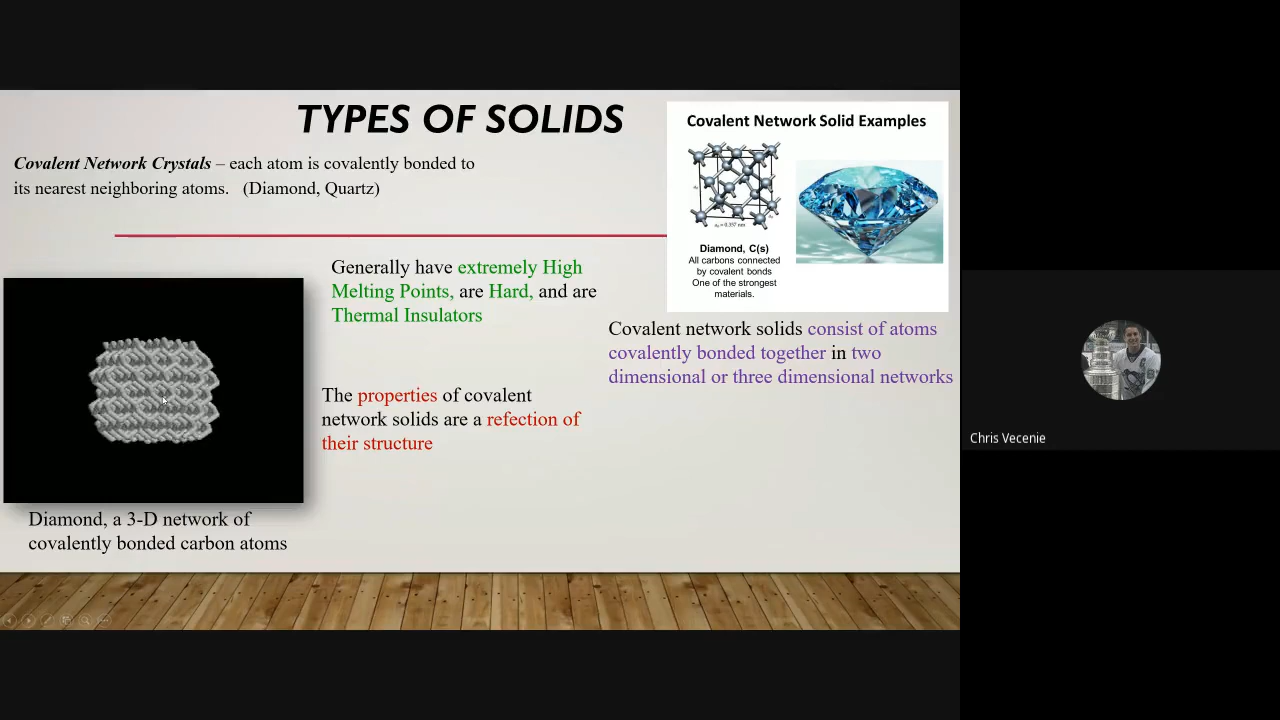 TYPES OF SOLIDS
Covalent Network Crystals – each atom is covalently bonded to
its nearest neighboring atoms. (Diamond, Quartz)
Covalent Network Solid Examples
Diamond, C(s)
All carbons connected
by covalent bonds
One of the strongest
materials.
Generally have extremely High
Melting Points, are Hard, and are
Thermal Insulators
Covalent network solids consist of atoms
covalently bonded together in two
dimensional or three dimensional networks
The properties of covalent
network solids are a refection of
their structure
Diamond, a 3-D network of
covalently bonded carbon atoms
Chris Vecenie